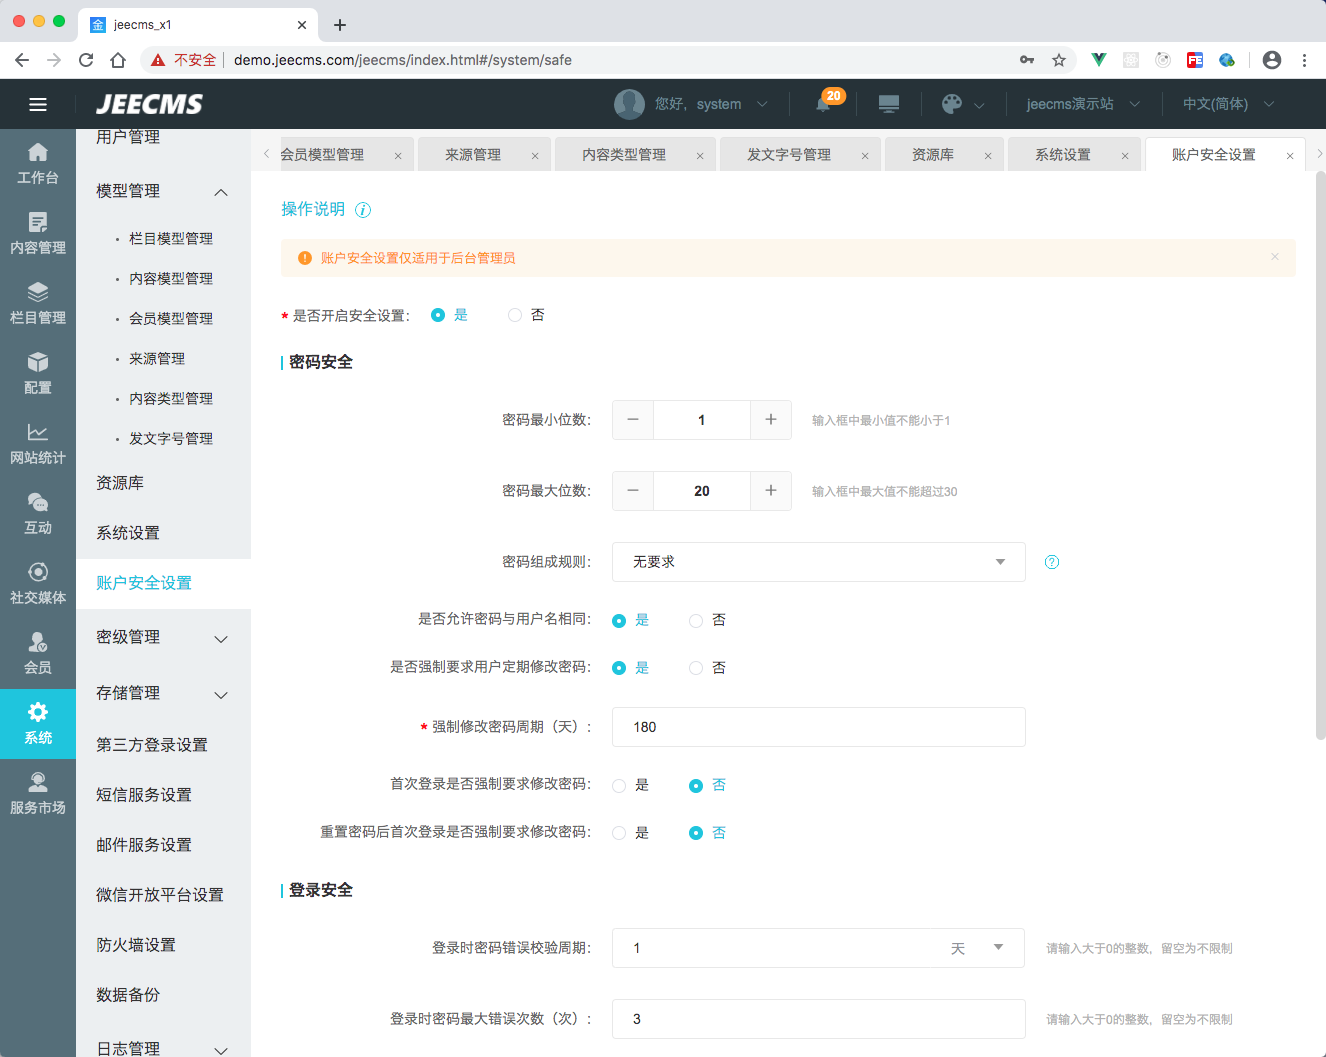 jeecms_x1
不安全 demo.jeecms.com/jeecms/index.html#/system/safe
FE
JEECMS
您好，system
20
jeecms演示站
中文(简体)
工作台
内容管理
栏目管理
配置
网站统计
互动
社交媒体
会员
系统
服务市场
用户管理
模型管理
· 栏目模型管理
· 内容模型管理
· 会员模型管理
· 来源管理
· 内容类型管理
· 发文字号管理
资源库
系统设置
账户安全设置
密级管理
存储管理
第三方登录设置
短信服务设置
邮件服务设置
微信开放平台设置
防火墙设置
数据备份
日志管理
会员模型管理 来源管理 内容类型管理 发文字号管理 资源库 系统设置 账户安全设置
操作说明
账户安全设置仅适用于后台管理员
* 是否开启安全设置： 是 否
密码安全
密码最小位数： 1 输入框中最小值不能小于1
密码最大位数： 20 输入框中最大值不能超过30
密码组成规则： 无要求
是否允许密码与用户名相同： 是 否
是否强制要求用户定期修改密码： 是 否
* 强制修改密码周期（天）： 180
首次登录是否强制要求修改密码： 是 否
重置密码后首次登录是否强制要求修改密码： 是 否
登录安全
登录时密码错误校验周期： 1 天 请输入大于0的整数，留空为不限制
登录时密码最大错误次数（次）： 3 请输入大于0的整数，留空为不限制